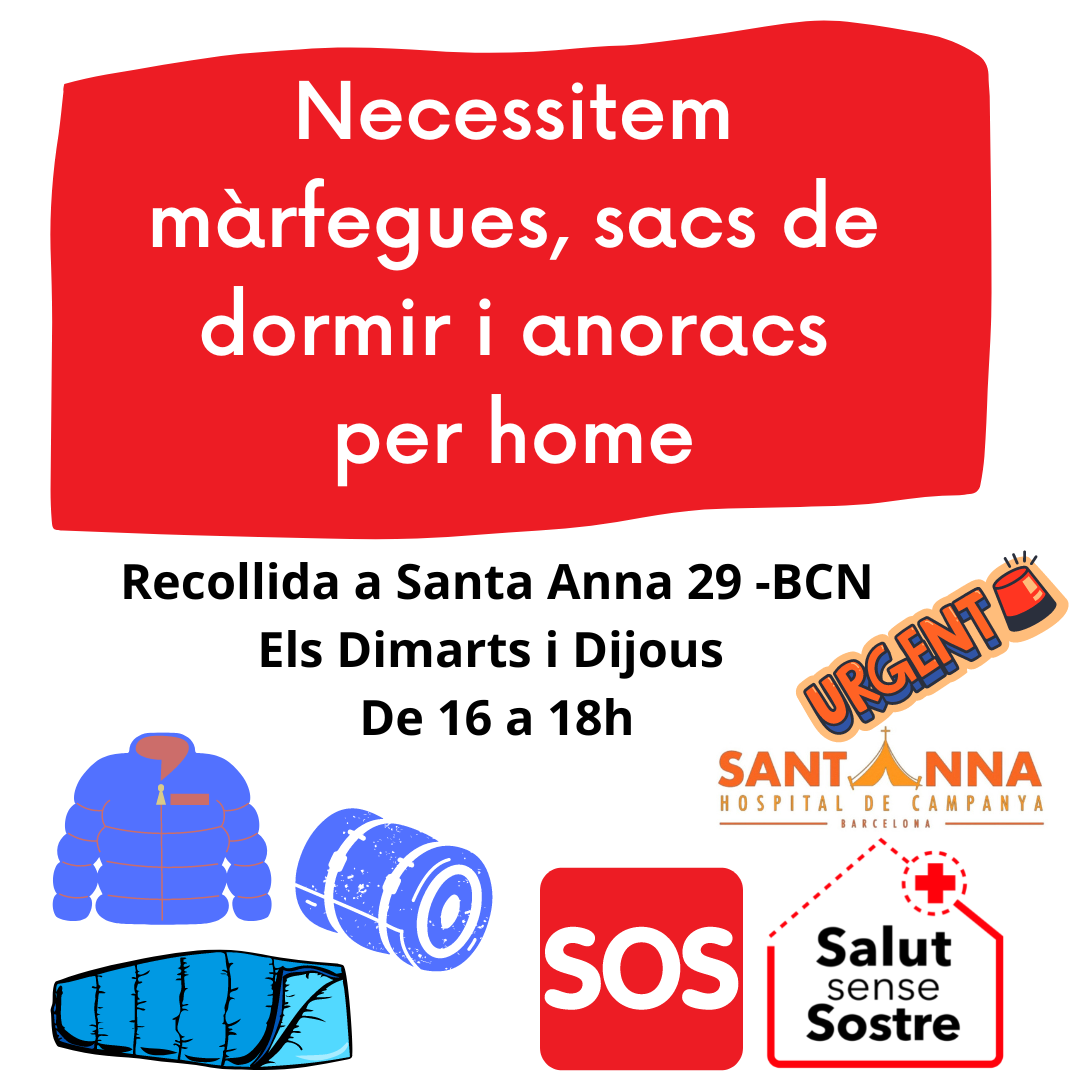 Necessitem
màrfegues, sacs de
dormir i anoracs
per home
Recollida a Santa Anna 29 -BCN
Els Dimarts i Dijous
De 16 a 18h
URGENT
SANTANNA
HOSPITAL DE CAMPANYA
BARCELONA
SOS
Salut
sense
Sostre